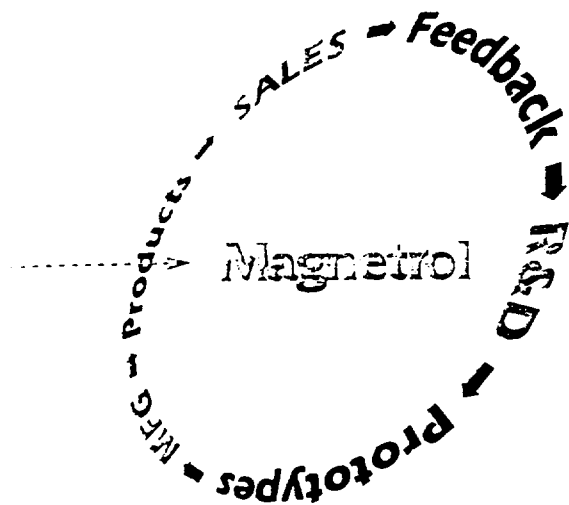 SALES
Feedback
R&D
Prototypes
MFG
Products
Magnetrol